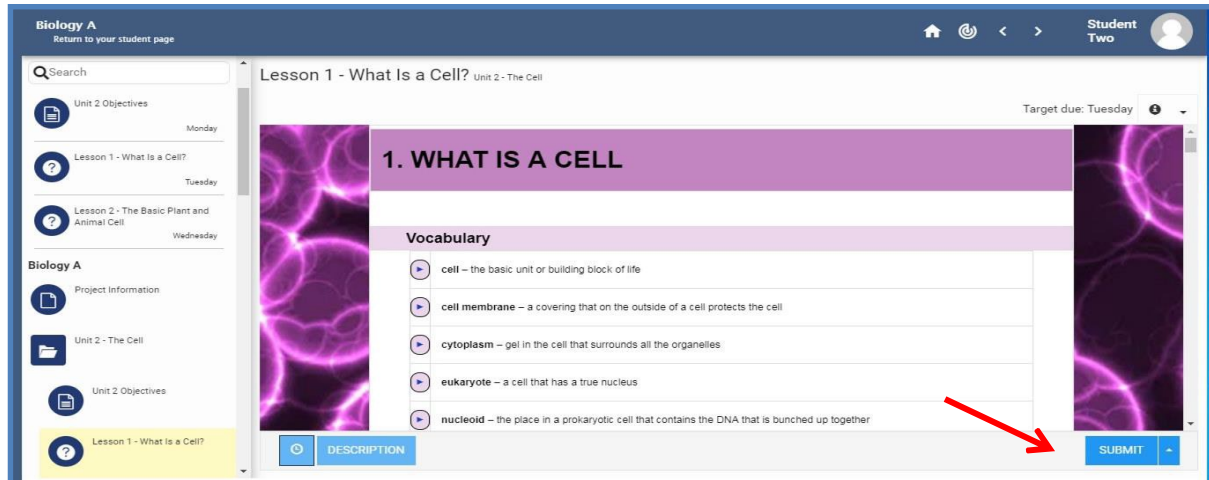 Biology A
Return to your student page
Student
Two
Search
Unit 2 Objectives
Monday
Lesson 1 - What Is a Cell?
Tuesday
Lesson 2 - The Basic Plant and
Animal Cell
Wednesday
Biology A
Project Information
Unit 2 - The Cell
Unit 2 Objectives
Lesson 1 - What Is a Cell?
Lesson 1 - What Is a Cell? Unit 2 - The Cell
Target due: Tuesday
1. WHAT IS A CELL
Vocabulary
cell – the basic unit or building block of life
cell membrane – a covering that on the outside of a cell protects the cell
cytoplasm – gel in the cell that surrounds all the organelles
eukaryote – a cell that has a true nucleus
nucleoid – the place in a prokaryotic cell that contains the DNA that is bunched up together
DESCRIPTION
SUBMIT